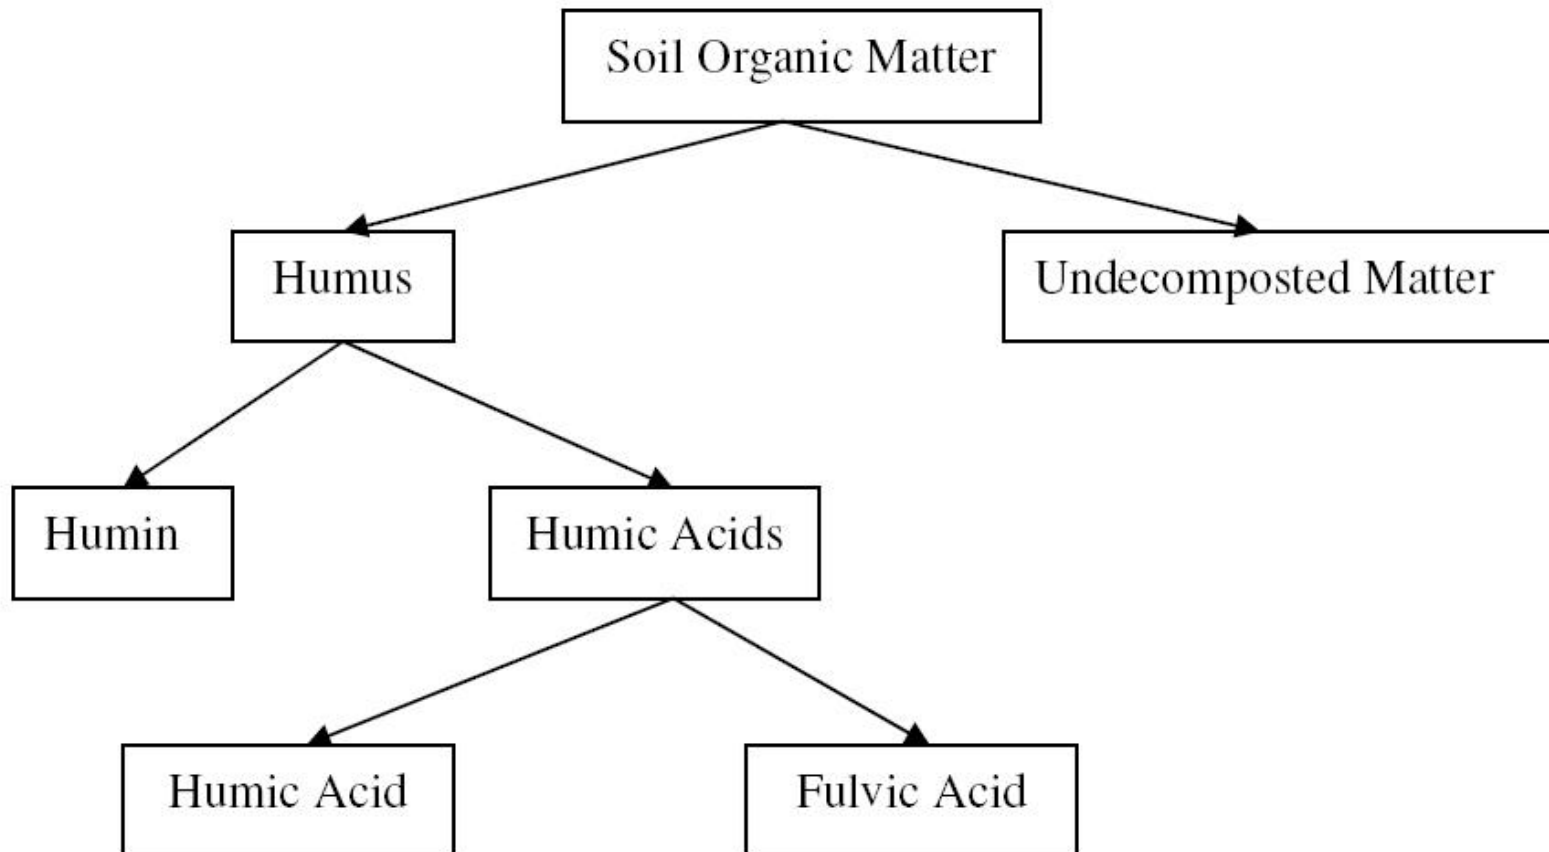 Soil Organic Matter
Humus
Undecomposted Matter
Humin
Humic Acids
Humic Acid
Fulvic Acid